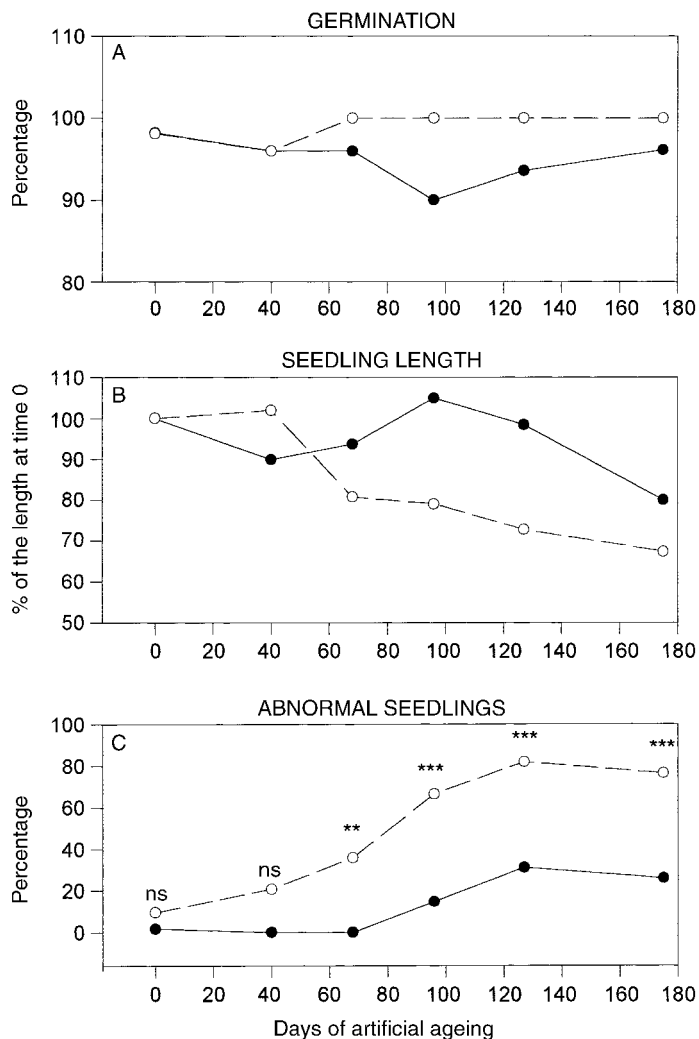 GERMINATION
A
Percentage
110
100
90
80
0 20 40 60 80 100 120 140 160 180
SEEDLING LENGTH
B
% of the length at time 0
110
100
90
80
70
60
50
0 20 40 60 80 100 120 140 160 180
ABNORMAL SEEDLINGS
C
Percentage
100
80
60
40
20
0
ns
ns
**
***
***
***
0 20 40 60 80 100 120 140 160 180
Days of artificial ageing